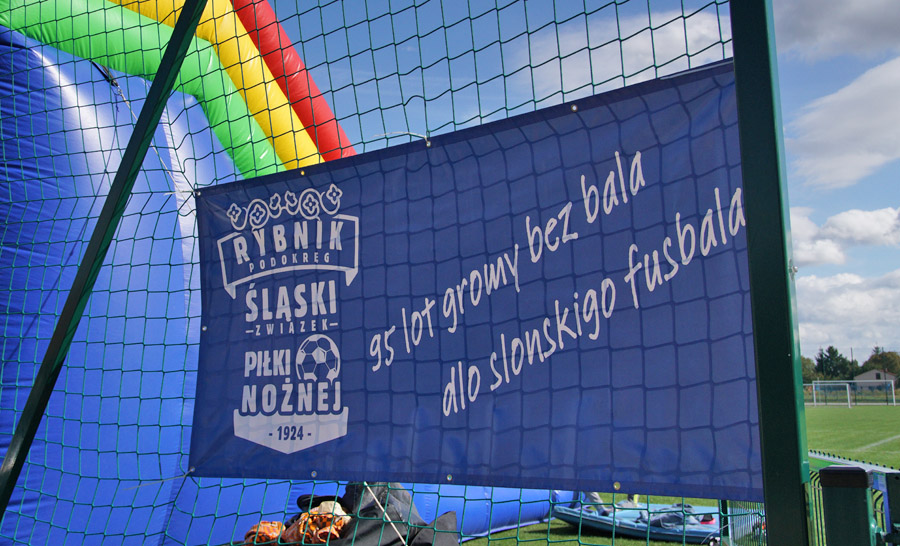 RYBNIK
PODOKRĘG
ŚLĄSKI
-ZWIĄZEK-
PIŁKI
NOŻNEJ
- 1924 -
95 lot gromy bez bala
dlo slonskigo fusbala